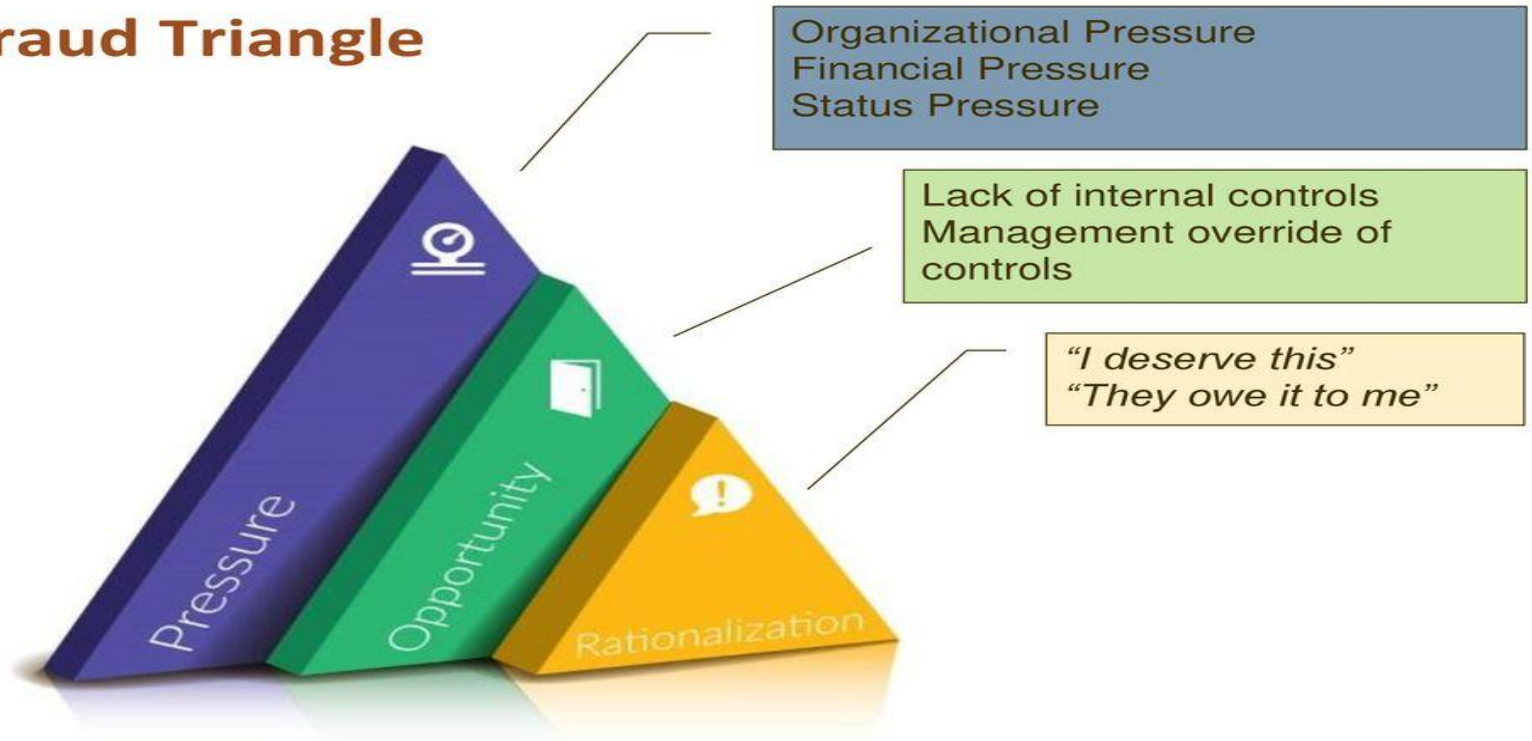 raud Triangle
Organizational Pressure
Financial Pressure
Status Pressure
Lack of internal controls
Management override of
controls
“I deserve this”
“They owe it to me”
Pressure
Opportunity
Rationalization